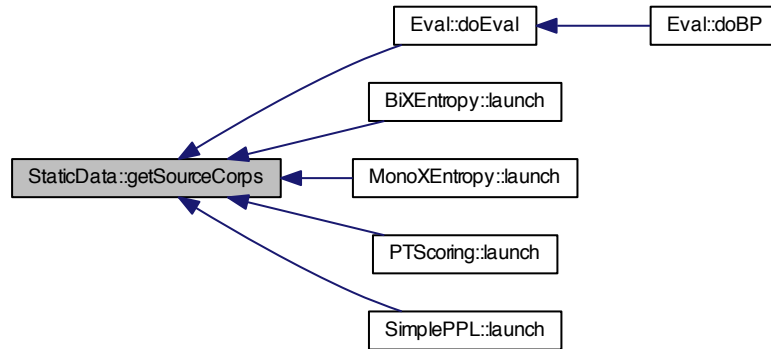 Eval::doEval
Eval::doBP
BiXEntropy::launch
StaticData::getSourceCorps
MonoXEntropy::launch
PTScoring::launch
SimplePPL::launch